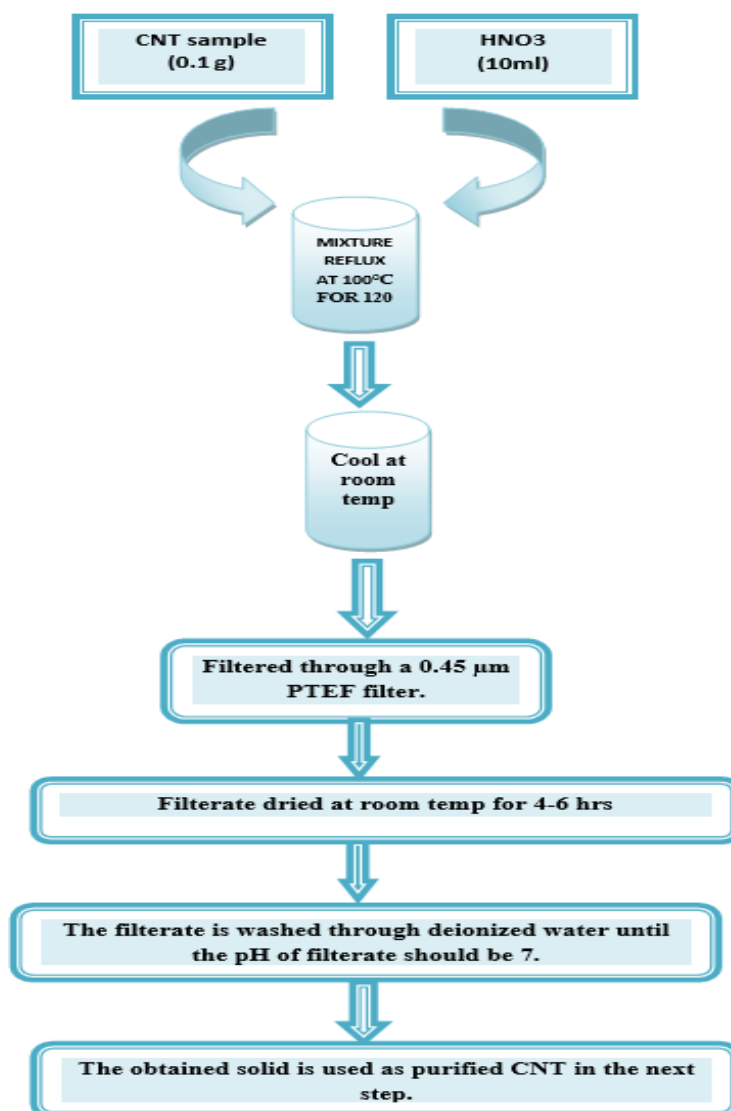 CNT sample
(0.1 g)
HNO3
(10ml)
MIXTURE
REFLUX
AT 100°C
FOR 120
Cool at
room
temp
Filtered through a 0.45 µm
PTEF filter.
Filterate dried at room temp for 4-6 hrs
The filterate is washed through deionized water until
the pH of filterate should be 7.
The obtained solid is used as purified CNT in the next
step.